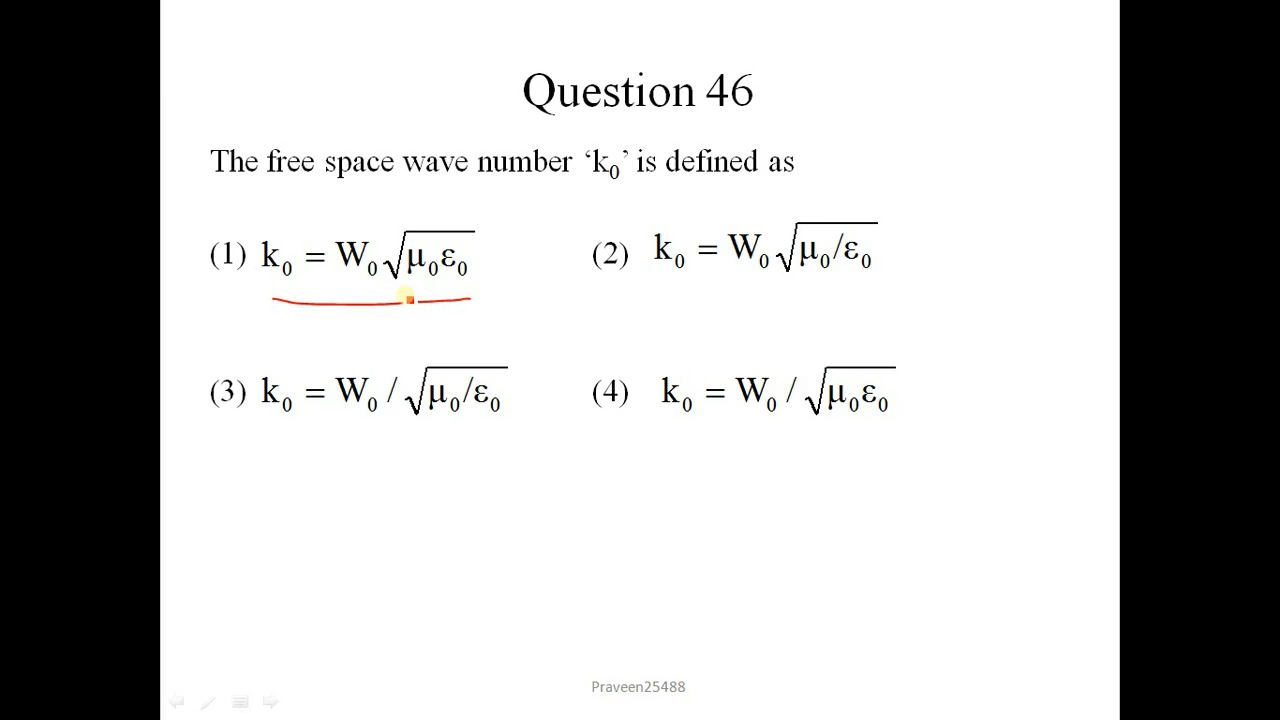 Question 46
The free space wave number ‘k₀’ is defined as
(1) k₀ = W₀√μ₀ε₀ (2) k₀ = W₀√μ₀/ε₀
(3) k₀ = W₀ / √μ₀/ε₀ (4) k₀ = W₀ / √μ₀ε₀
Praveen25488